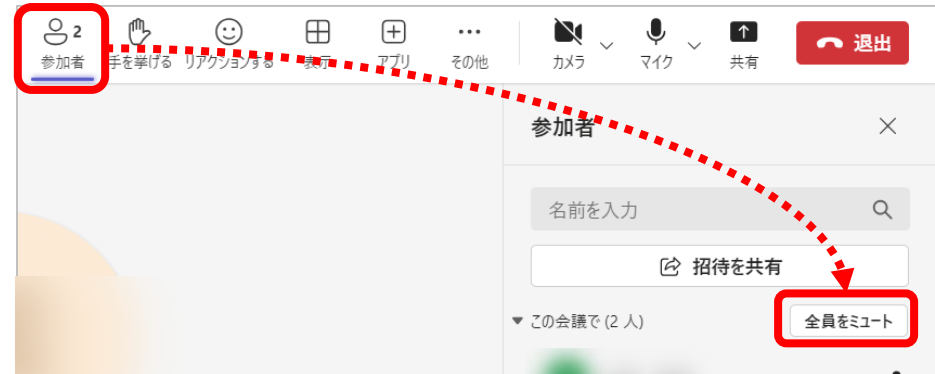 2
参加者 手を挙げる リアクションする 表示 アプリ その他 カメラ マイク 共有 退出
参加者
名前を入力
招待を共有
この会議で (2 人) 全員をミュート